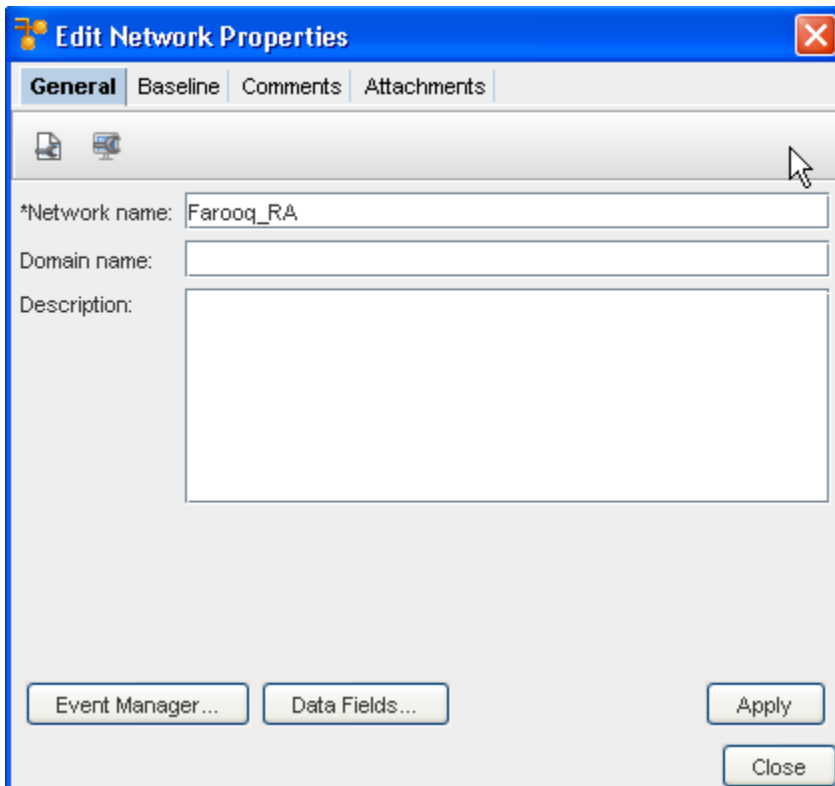 Edit Network Properties
General Baseline Comments Attachments
*Network name: Farooq_RA
Domain name:
Description:
Event Manager... Data Fields... Apply
Close